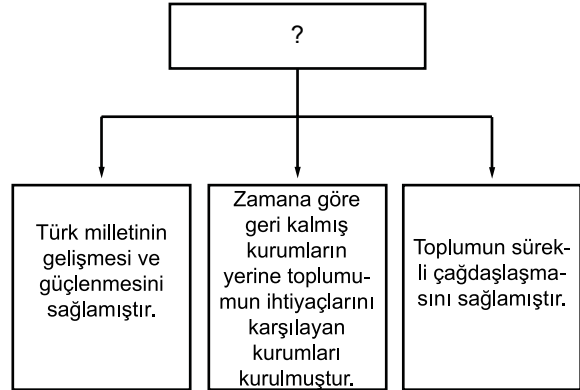 ?
Türk milletinin
gelişmesi ve
güçlenmesini
sağlamıştır.
Zamana göre
geri kalmış
kurumların
yerine toplumu-
mun ihtiyaçlarını
karşılayan
kurumları
kurulmuştur.
Toplumun sürek-
li çağdaşlaşma-
sını sağlamıştır.